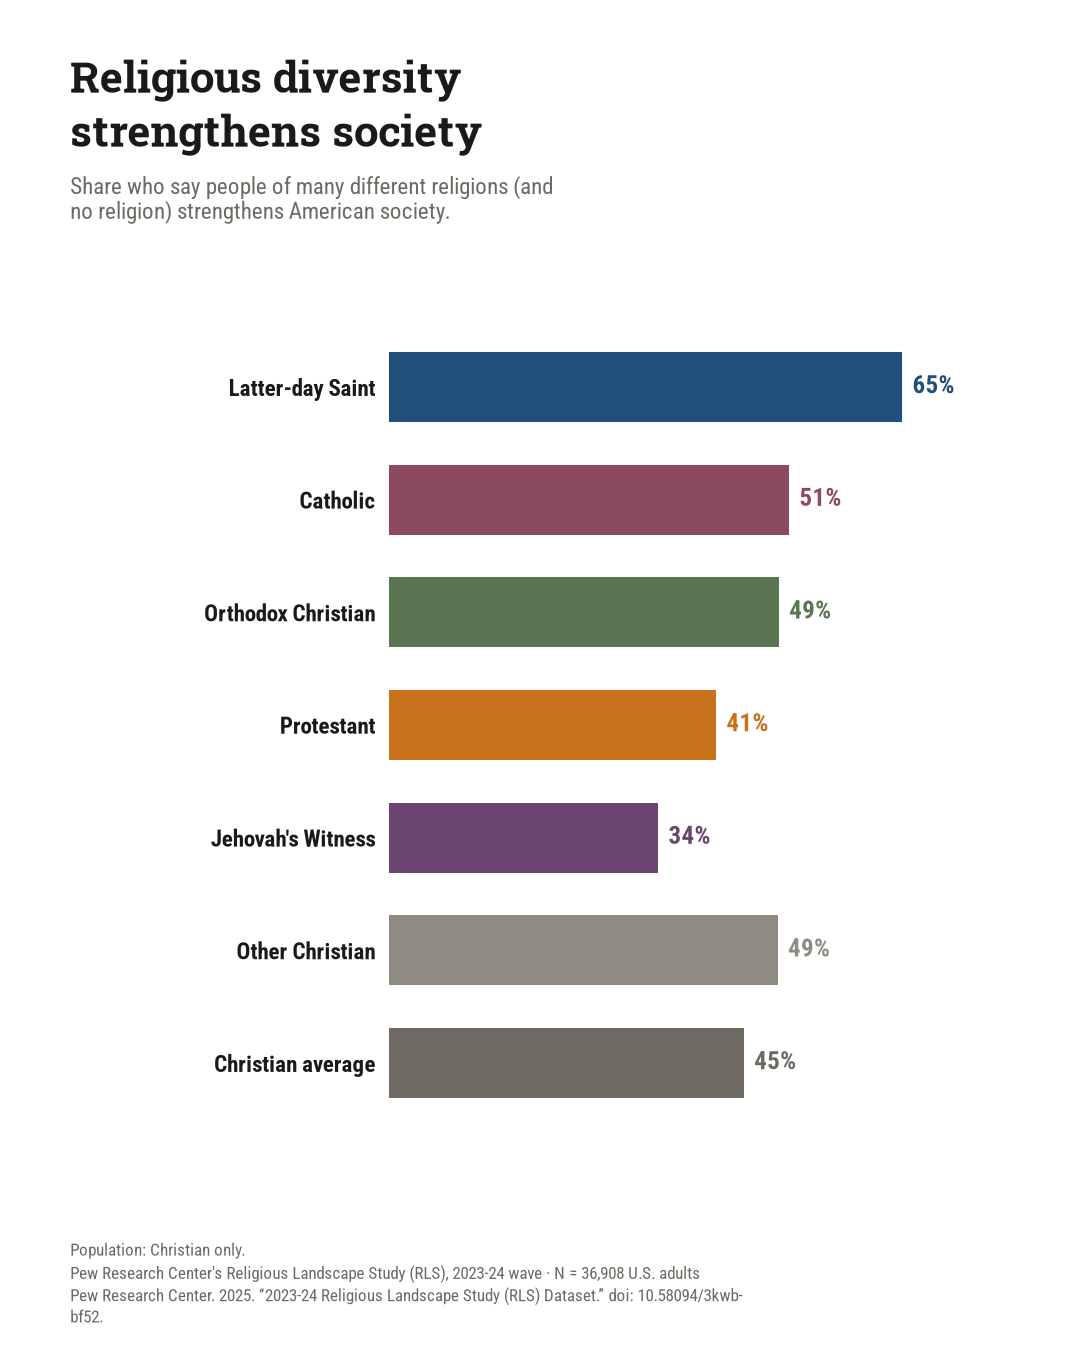 Religious diversity
strengthens society
Share who say people of many different religions (and
no religion) strengthens American society.
Latter-day Saint 65%
Catholic 51%
Orthodox Christian 49%
Protestant 41%
Jehovah's Witness 34%
Other Christian 49%
Christian average 45%
Population: Christian only.
Pew Research Center's Religious Landscape Study (RLS), 2023-24 wave · N = 36,908 U.S. adults
Pew Research Center. 2025. “2023-24 Religious Landscape Study (RLS) Dataset.” doi: 10.58094/3kwb-
bf52.